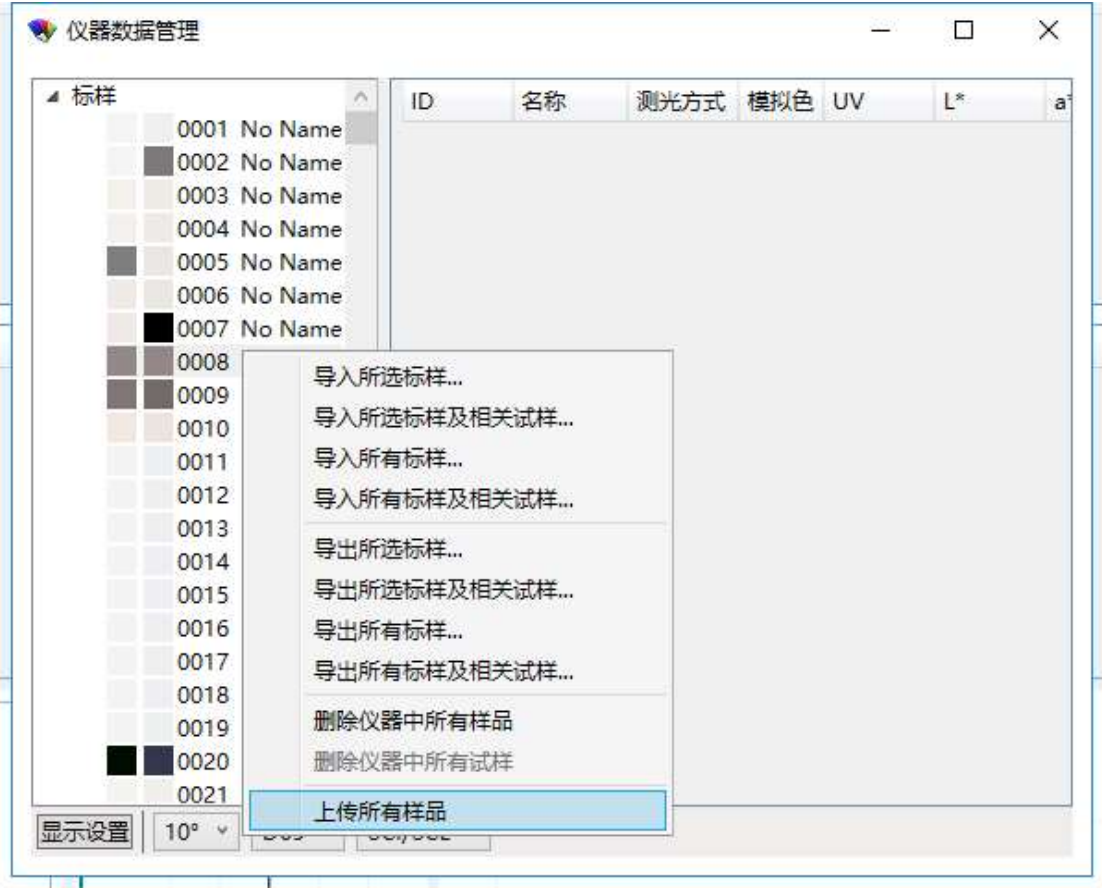 仪器数据管理
标样
ID 名称 测光方式 模拟色 UV L* a*
0001 No Name
0002 No Name
0003 No Name
0004 No Name
0005 No Name
0006 No Name
0007 No Name
0008
0009
0010
0011
0012
0013
0014
0015
0016
0017
0018
0019
0020
0021
导入所选标样...
导入所选标样及相关试样...
导入所有标样...
导入所有标样及相关试样...
导出所选标样...
导出所选标样及相关试样...
导出所有标样...
导出所有标样及相关试样...
删除仪器中所有样品
删除仪器中所有试样
上传所有样品
显示设置 10°